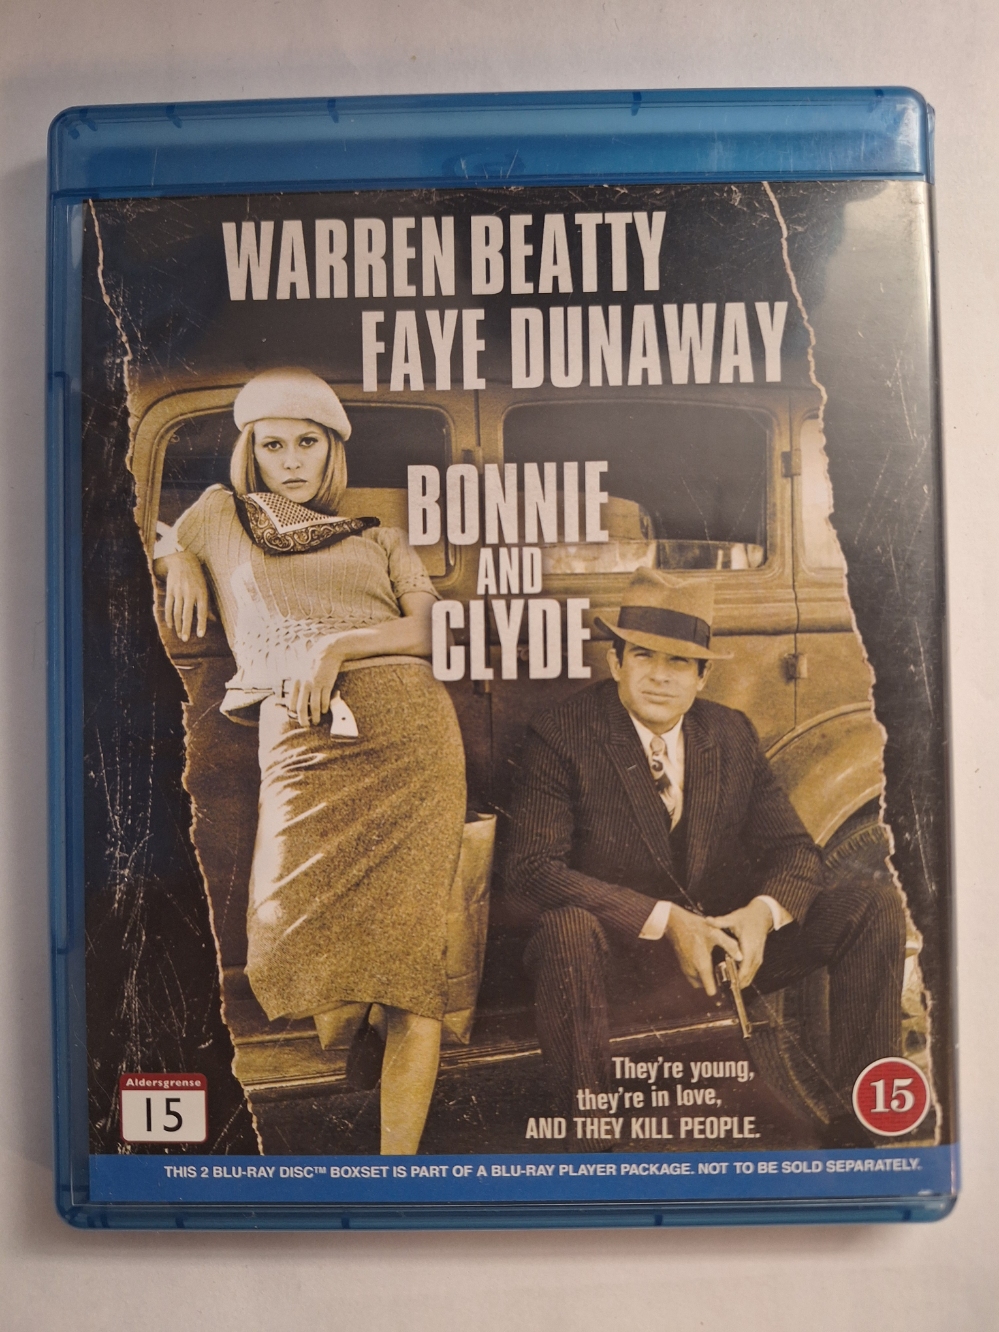 WARREN BEATTY
FAYE DUNAWAY
BONNIE
AND
CLYDE
They're young,
they're in love,
AND THEY KILL PEOPLE.
Aldersgrense
15
15
THIS 2 BLU-RAY DISC™ BOXSET IS PART OF A BLU-RAY PLAYER PACKAGE. NOT TO BE SOLD SEPARATELY.